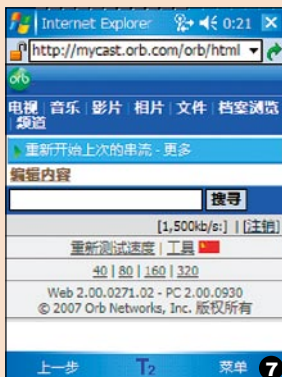 Internet Explorer 0:21
http://mycast.orb.com/orb/html
orb
电视 | 音乐 | 影片 | 相片 | 文件 | 档案浏览 | 频道
重新开始上次的串流 - 更多
编辑内容
搜寻
[1,500kb/s:] | [注销]
重新测试速度 | 工具
40 | 80 | 160 | 320
Web 2.00.0271.02 - PC 2.00.0930
© 2007 Orb Networks, Inc. 版权所有
上一步 T2 菜单 7